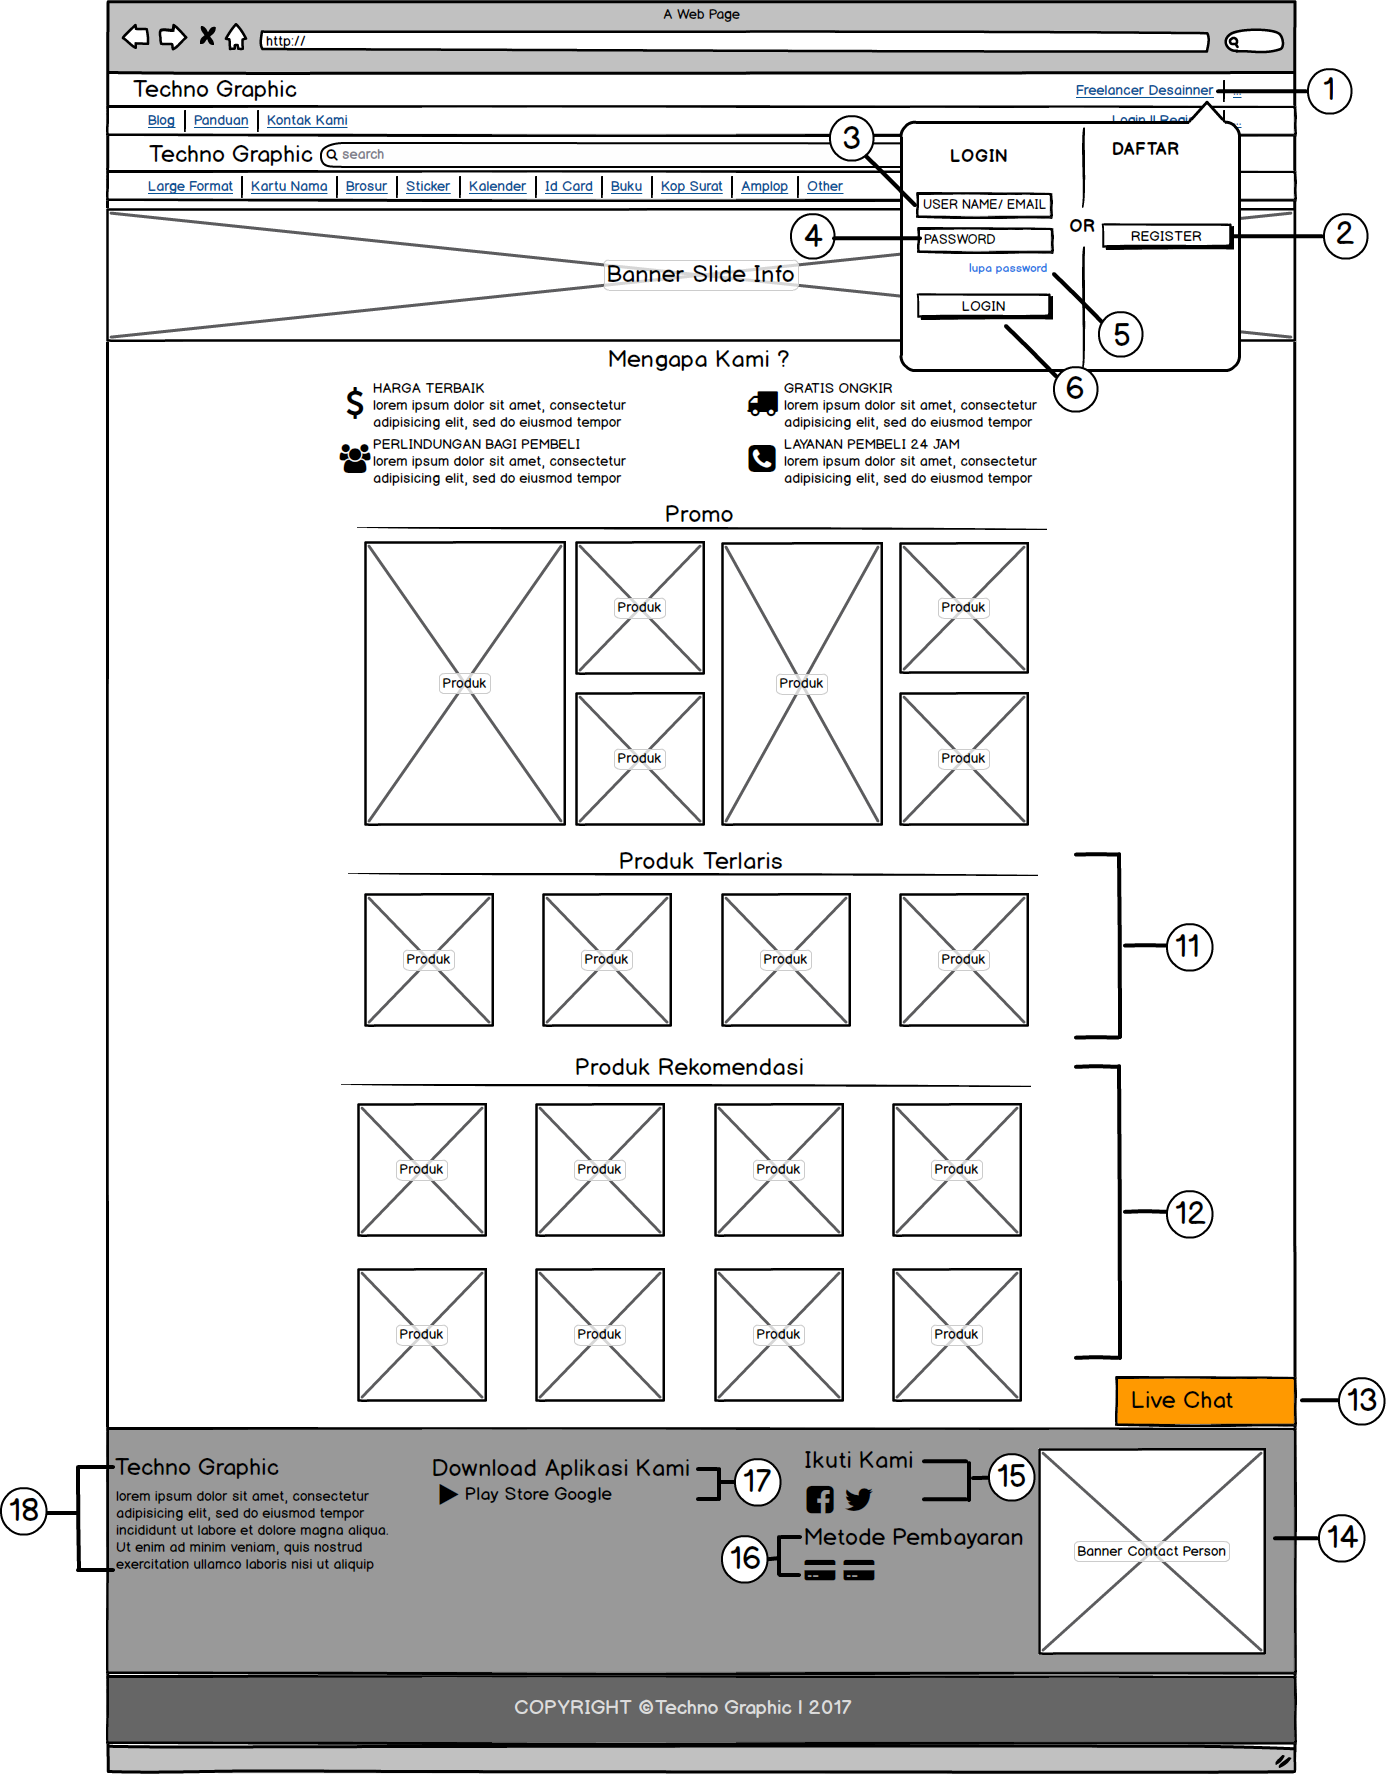 A Web Page
http://
Techno Graphic
Freelancer Desainner
...
1
Blog
Panduan
Kontak Kami
Login || Regi
...
Techno Graphic
search
3
LOGIN
DAFTAR
Large Format
Kartu Nama
Brosur
Sticker
Kalender
Id Card
Buku
Kop Surat
Amplop
Other
USER NAME/ EMAIL
4
PASSWORD
OR
REGISTER
2
Banner Slide Info
lupa password
LOGIN
5
6
Mengapa Kami ?
HARGA TERBAIK
lorem ipsum dolor sit amet, consectetur
adipisicing elit, sed do eiusmod tempor
GRATIS ONGKIR
lorem ipsum dolor sit amet, consectetur
adipisicing elit, sed do eiusmod tempor
PERLINDUNGAN BAGI PEMBELI
lorem ipsum dolor sit amet, consectetur
adipisicing elit, sed do eiusmod tempor
LAYANAN PEMBELI 24 JAM
lorem ipsum dolor sit amet, consectetur
adipisicing elit, sed do eiusmod tempor
Promo
Produk
Produk
Produk
Produk
Produk
Produk
Produk Terlaris
Produk
Produk
Produk
Produk
11
Produk Rekomendasi
Produk
Produk
Produk
Produk
12
Produk
Produk
Produk
Produk
Live Chat
13
18
Techno Graphic
lorem ipsum dolor sit amet, consectetur
adipisicing elit, sed do eiusmod tempor
incididunt ut labore et dolore magna aliqua.
Ut enim ad minim veniam, quis nostrud
exercitation ullamco laboris nisi ut aliquip
Download Aplikasi Kami
Play Store Google
17
Ikuti Kami
15
16
Metode Pembayaran
Banner Contact Person
14
COPYRIGHT © Techno Graphic | 2017